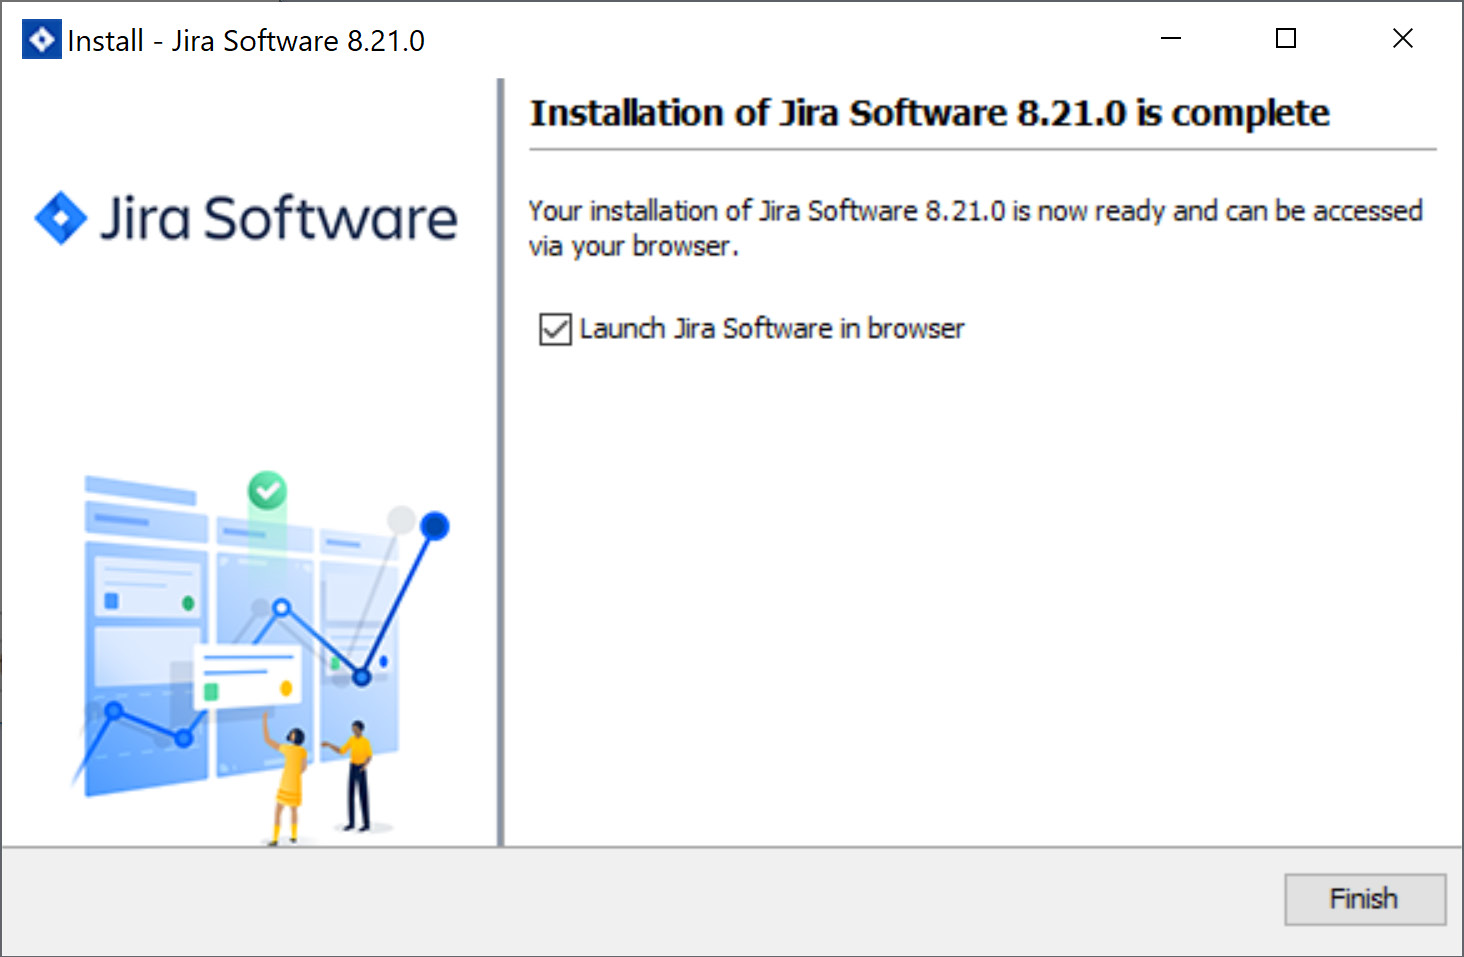 Install - Jira Software 8.21.0
Installation of Jira Software 8.21.0 is complete
Jira Software
Your installation of Jira Software 8.21.0 is now ready and can be accessed
via your browser.
Launch Jira Software in browser
Finish